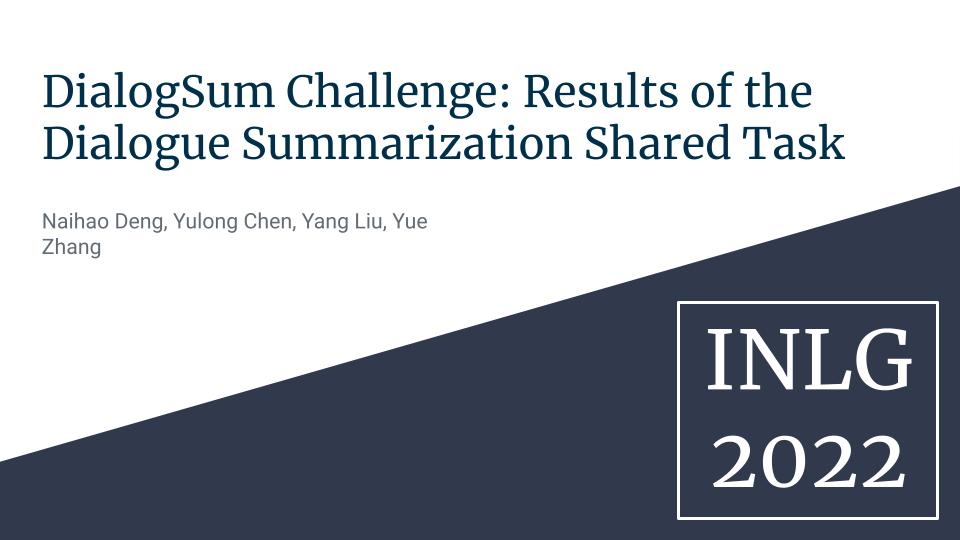 DialogSum Challenge: Results of the
Dialogue Summarization Shared Task
Naihao Deng, Yulong Chen, Yang Liu, Yue
Zhang
INLG
2022